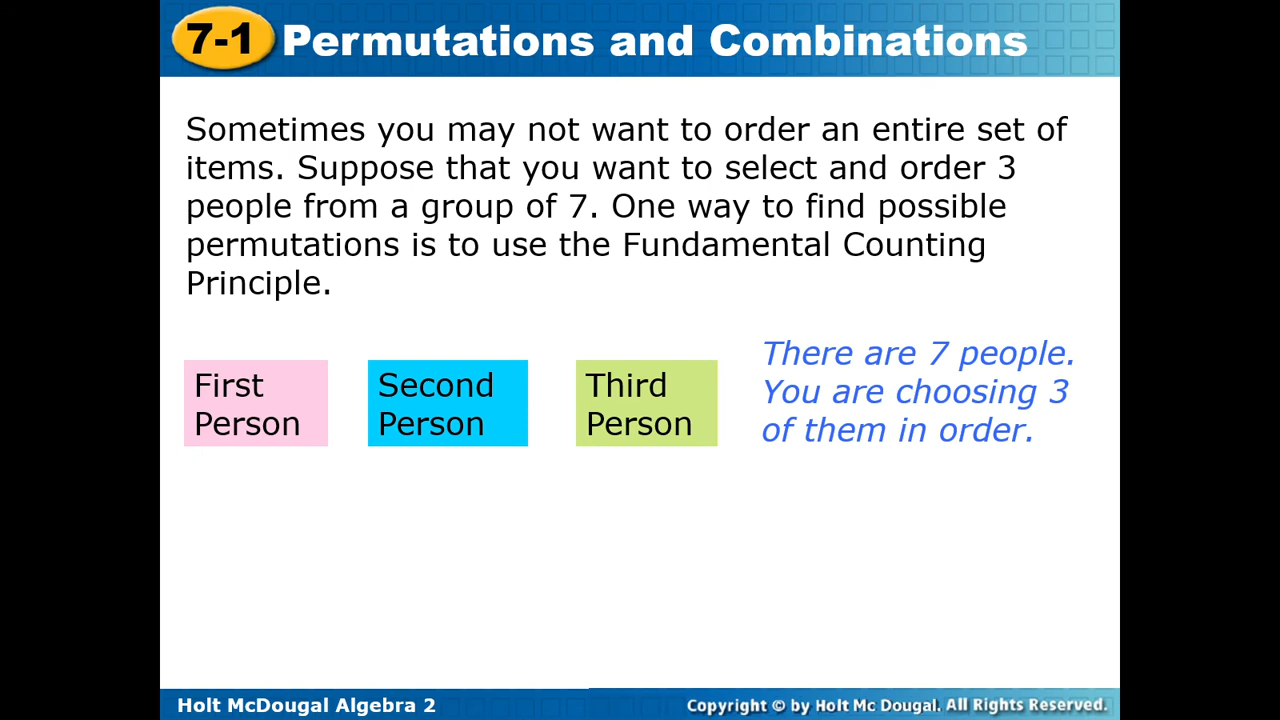 7-1 Permutations and Combinations
Sometimes you may not want to order an entire set of
items. Suppose that you want to select and order 3
people from a group of 7. One way to find possible
permutations is to use the Fundamental Counting
Principle.
First
Person
Second
Person
Third
Person
There are 7 people.
You are choosing 3
of them in order.
Holt McDougal Algebra 2
Copyright © by Holt Mc Dougal. All Rights Reserved.